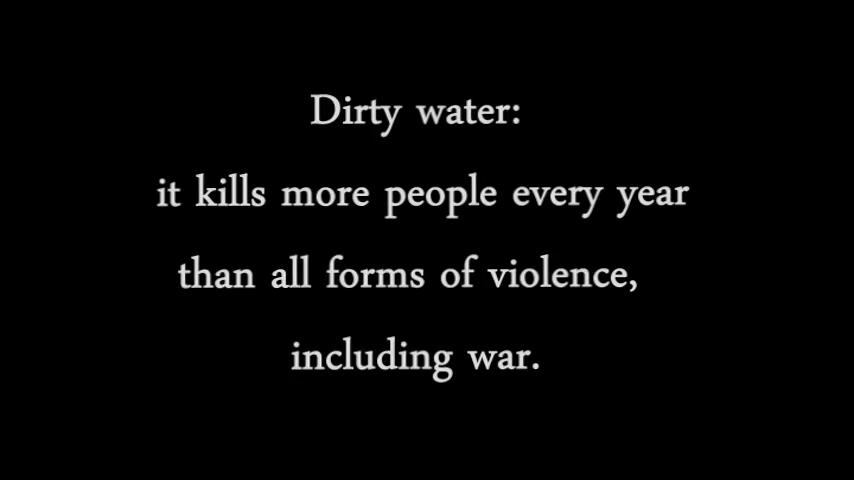 Dirty water:
it kills more people every year
than all forms of violence,
including war.